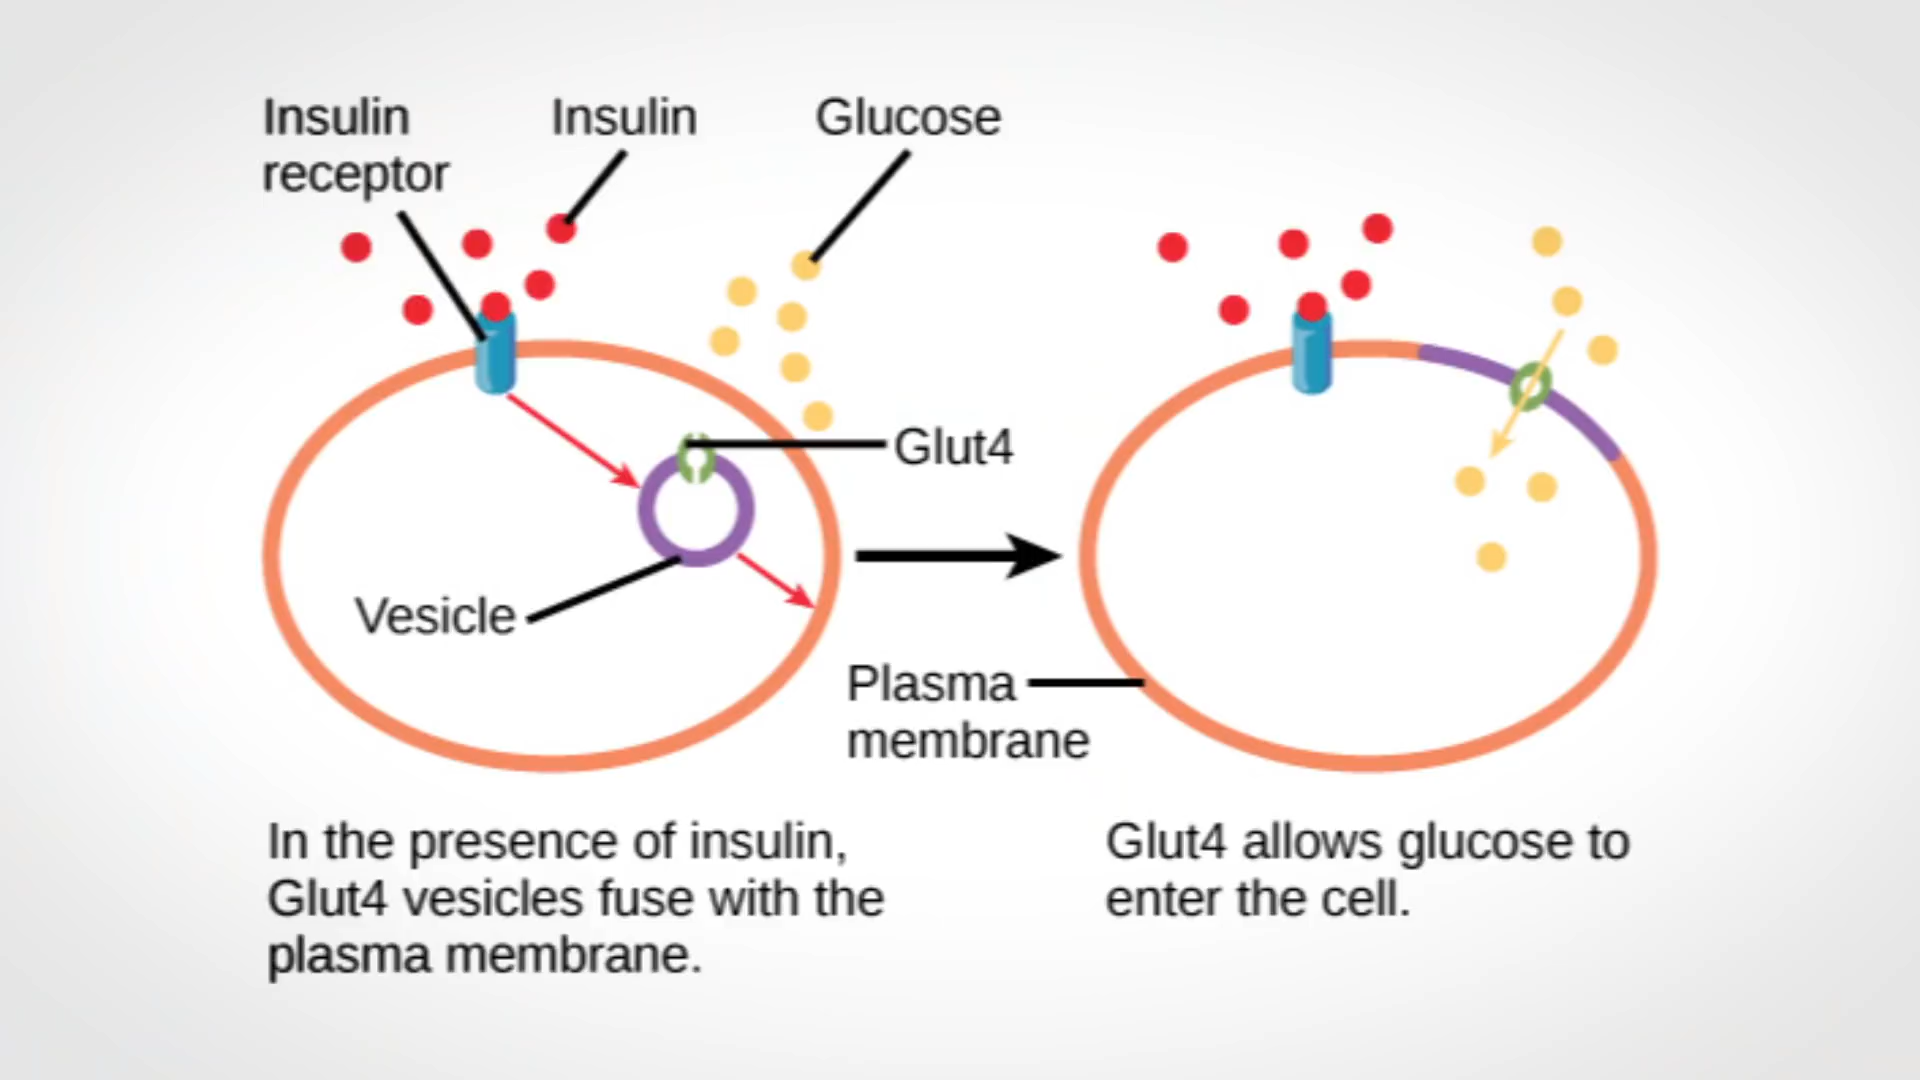 Insulin
receptor
Insulin
Glucose
Glut4
Vesicle
Plasma
membrane
In the presence of insulin,
Glut4 vesicles fuse with the
plasma membrane.
Glut4 allows glucose to
enter the cell.